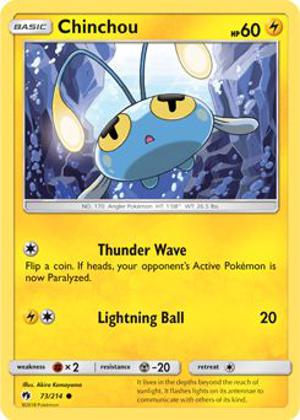 BASIC Chinchou HP60
NO. 170 Angler Pokémon HT: 1'08" WT: 26.5 lbs.
Thunder Wave
Flip a coin. If heads, your opponent's Active Pokémon is
now Paralyzed.
Lightning Ball 20
weakness ×2 resistance -20 retreat
Illus. Akira Komayama
73/214
©2018 Pokémon
It lives in the depths beyond the reach of
sunlight. It flashes lights on its antennae to
communicate with others of its kind.